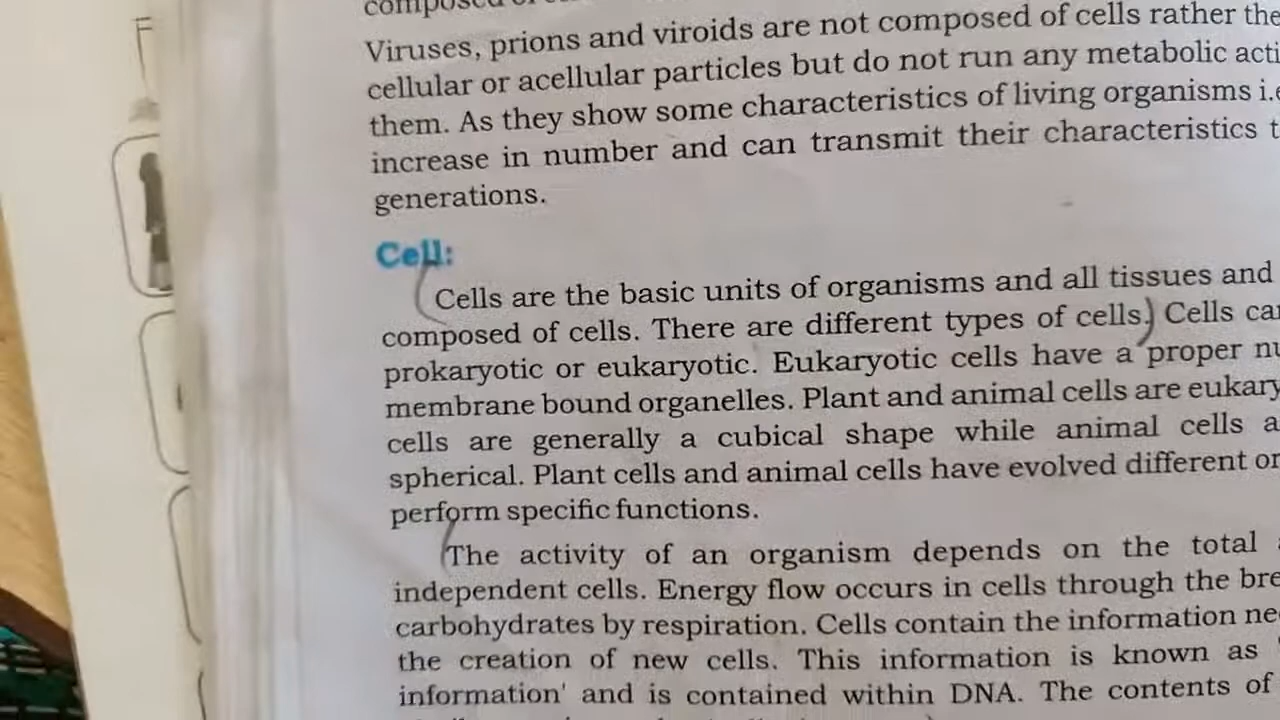 Viruses, prions and viroids are not composed of cells rather the
cellular or acellular particles but do not run any metabolic acti
them. As they show some characteristics of living organisms i.e
increase in number and can transmit their characteristics t
generations.
Cell:
Cells are the basic units of organisms and all tissues and
composed of cells. There are different types of cells. Cells can
prokaryotic or eukaryotic. Eukaryotic cells have a proper nu
membrane bound organelles. Plant and animal cells are eukary
cells are generally a cubical shape while animal cells a
spherical. Plant cells and animal cells have evolved different or
perform specific functions.
The activity of an organism depends on the total
independent cells. Energy flow occurs in cells through the bre
carbohydrates by respiration. Cells contain the information ne
the creation of new cells. This information is known as
information' and is contained within DNA. The contents of